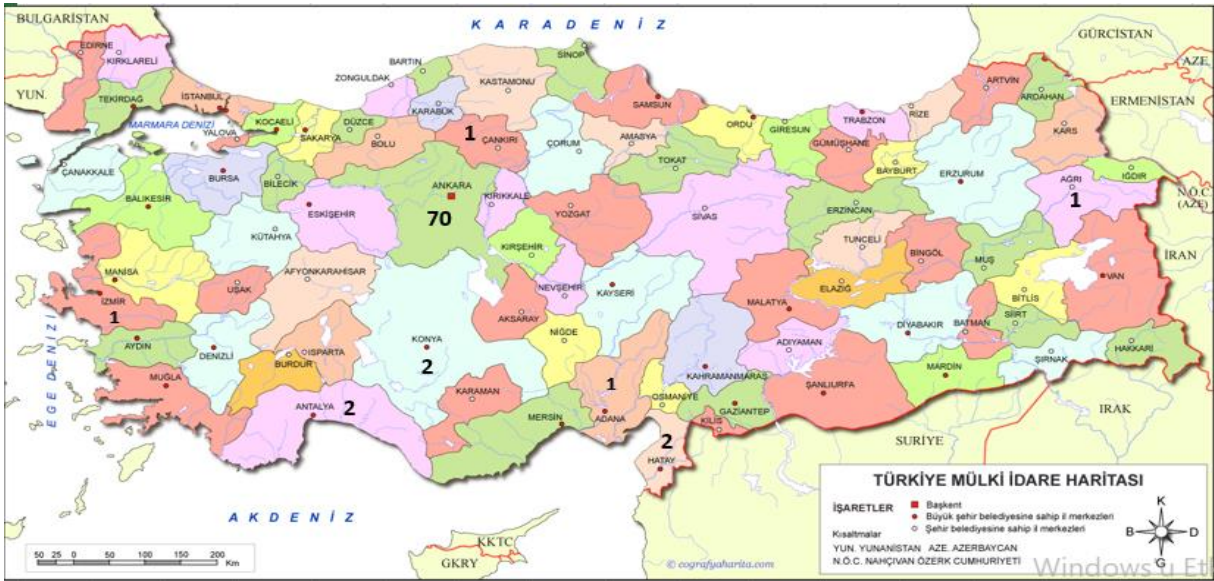 BULGARİSTAN
KARADENİZ
GÜRCİSTAN
EDİRNE
KIRKLARELİ
SİNOP
BARTIN
ZONGULDAK
KASTAMONU
AZE.
YUN.
TEKİRDAĞ
İSTANBUL
KARABÜK
SAMSUN
ARTVİN
ARDAHAN
ERMENİSTAN
MARMARA DENİZİ
YALOVA
KOCAELİ
SAKARYA
DÜZCE
BOLU
1
ÇANKIRI
ÇORUM
AMASYA
ORDU
GİRESUN
TRABZON
RİZE
KARS
GÜMÜŞHANE
BAYBURT
TOKAT
ÇANAKKALE
BURSA
BİLECİK
ANKARA
70
KIRIKKALE
ERZURUM
IĞDIR
AĞRI
1
N.Ö.C.
(AZE)
BALIKESİR
ESKİŞEHİR
YOZGAT
SİVAS
ERZİNCAN
KÜTAHYA
KIRŞEHİR
TUNCELİ
BİNGÖL
MUŞ
İRAN
MANİSA
AFYONKARAHİSAR
UŞAK
NEVŞEHİR
KAYSERİ
ELAZIĞ
BİTLİS
VAN
İZMİR
1
AKSARAY
MALATYA
EGE DENİZİ
AYDIN
DENİZLİ
ISPARTA
BURDUR
KONYA
2
NİĞDE
DİYABAKIR
BATMAN
SİİRT
ADIYAMAN
HAKKARİ
ŞIRNAK
MUĞLA
KARAMAN
1
KAHRAMANMARAŞ
MARDİN
ŞANLIURFA
ANTALYA
2
MERSİN
ADANA
OSMANİYE
GAZİANTEP
KİLİS
2
HATAY
IRAK
SURİYE
AKDENİZ
TÜRKİYE MÜLKİ İDARE HARİTASI
İŞARETLER
Başkent
Büyük şehir belediyesine sahip il merkezleri
Şehir belediyesine sahip il merkezleri
Kısaltmalar
YUN. YUNANİSTAN AZE. AZERBAYCAN
N.Ö.C. NAHÇIVAN ÖZERK CUMHURİYETİ
K
B
D
G
KKTC
GKRY
50 25 0 50 100 150 200
Km
© cografyaharita.com
Windows'u Etk